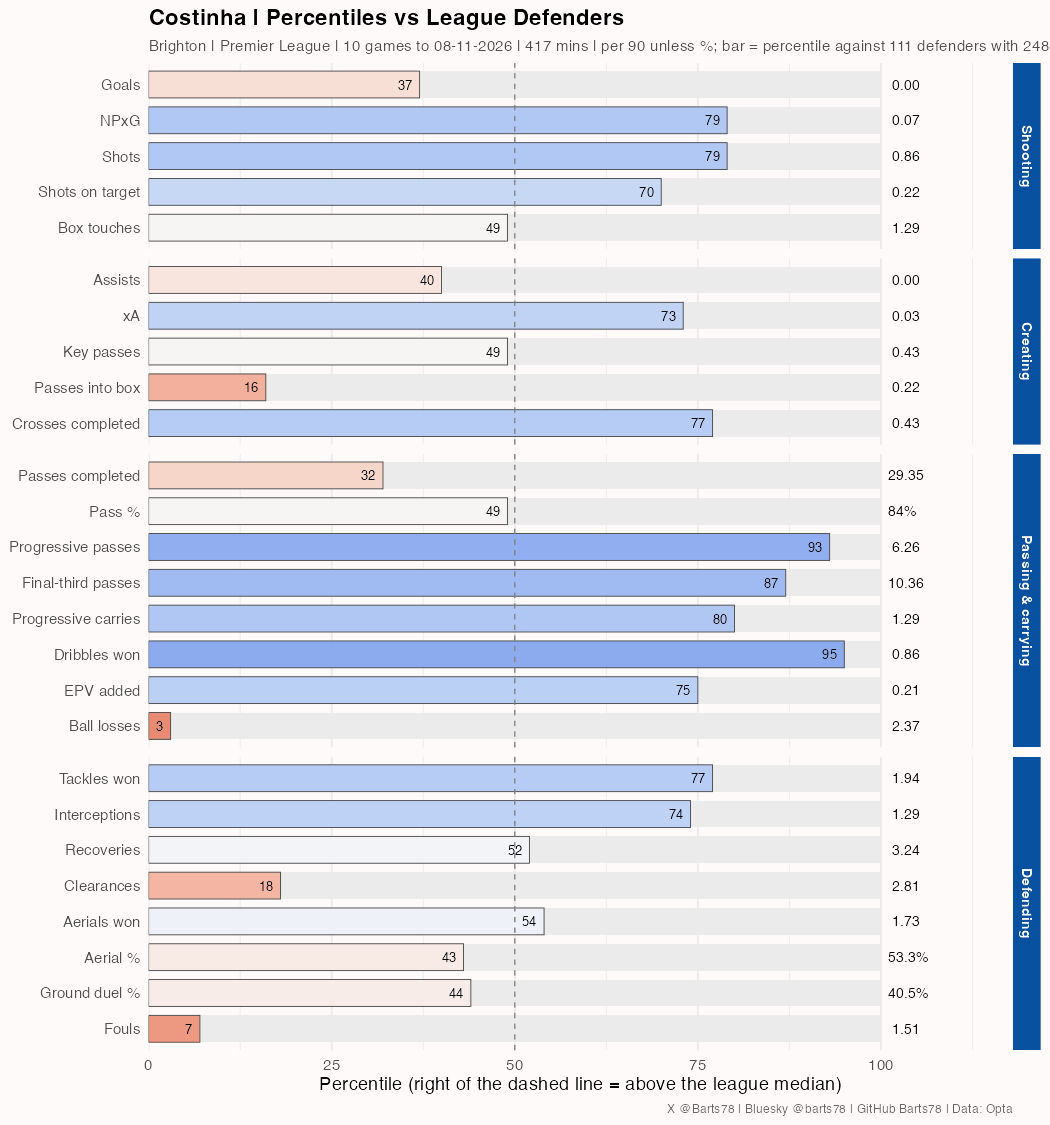 Costinha | Percentiles vs League Defenders
Brighton | Premier League | 10 games to 08-11-2026 | 417 mins | per 90 unless %; bar = percentile against 111 defenders with 248
Shooting
Goals 37 0.00
NPxG 79 0.07
Shots 79 0.86
Shots on target 70 0.22
Box touches 49 1.29
Creating
Assists 40 0.00
xA 73 0.03
Key passes 49 0.43
Passes into box 16 0.22
Crosses completed 77 0.43
Passing & carrying
Passes completed 32 29.35
Pass % 49 84%
Progressive passes 93 6.26
Final-third passes 87 10.36
Progressive carries 80 1.29
Dribbles won 95 0.86
EPV added 75 0.21
Ball losses 3 2.37
Defending
Tackles won 77 1.94
Interceptions 74 1.29
Recoveries 52 3.24
Clearances 18 2.81
Aerials won 54 1.73
Aerial % 43 53.3%
Ground duel % 44 40.5%
Fouls 7 1.51
0 25 50 75 100
Percentile (right of the dashed line = above the league median)
X @Barts78 | Bluesky @barts78 | GitHub Barts78 | Data: Opta